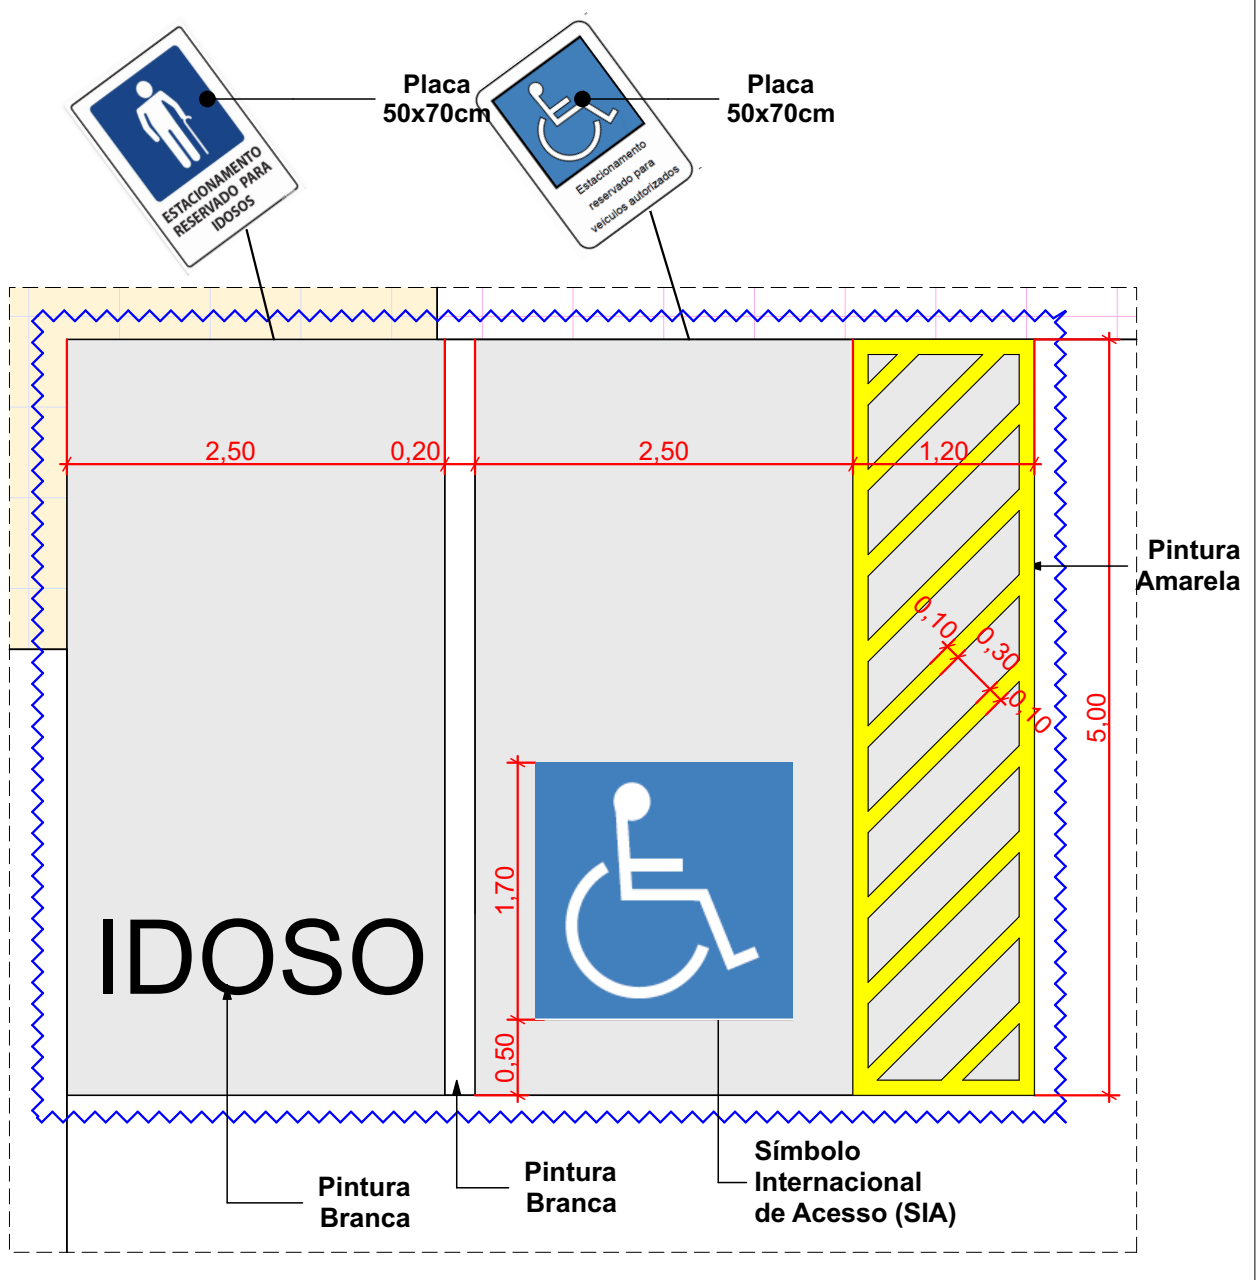 Placa
50x70cm
Placa
50x70cm
ESTACIONAMENTO
RESERVADO PARA
IDOSOS
Estacionamento
reservado para
veículos autorizados
2,50
0,20
2,50
1,20
Pintura
Amarela
0,10
0,30
0,10
5,00
1,70
0,50
IDOSO
Pintura
Branca
Pintura
Branca
Símbolo
Internacional
de Acesso (SIA)